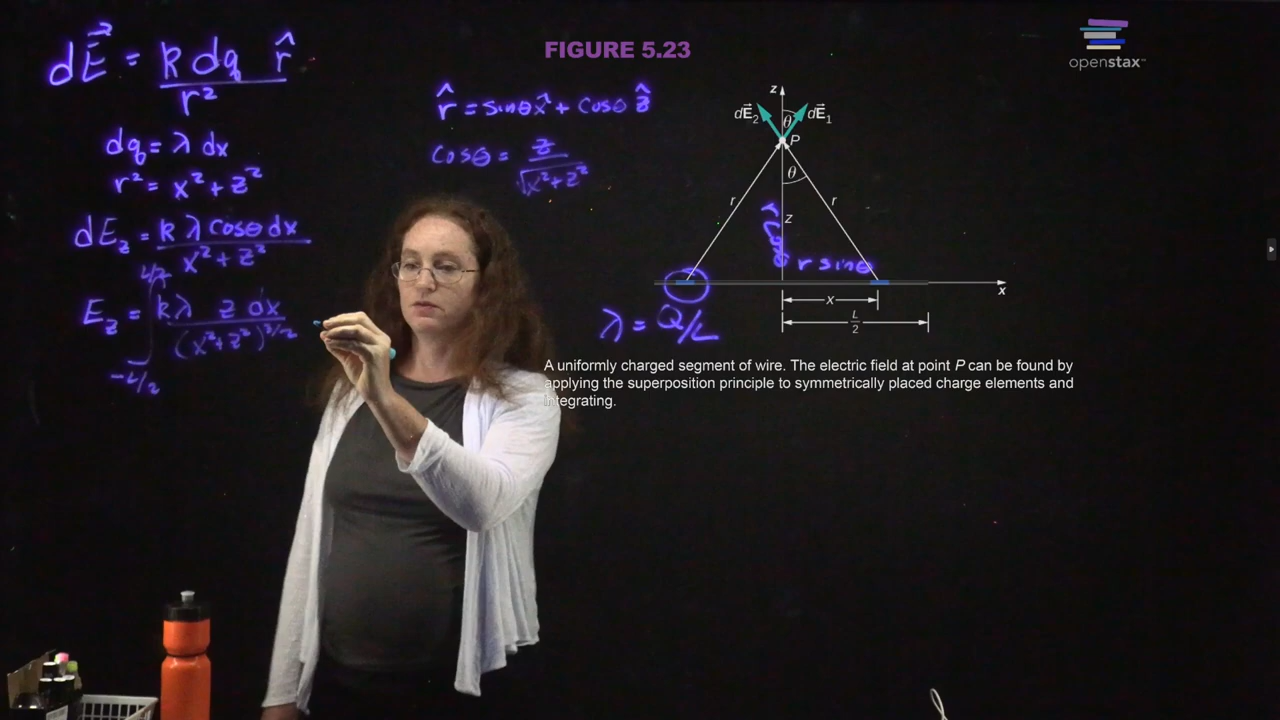 dE⃗ = k dq r̂ / r²
dq = λ dx
r² = x² + z²
dE_z = k λ cosθ dx / x² + z²
E_z = ∫_{-L/2}^{L/2} kλ z dx / (x²+z²)^{3/2}
r̂ = sinθ x̂ + cosθ ẑ
cosθ = z / √x²+z²
FIGURE 5.23
openstax™
z
dE⃗₂
θ
dE⃗₁
P
θ
r
r
z
r sinθ
x
x
L/2
λ = Q/L
A uniformly charged segment of wire. The electric field at point P can be found by
applying the superposition principle to symmetrically placed charge elements and
integrating.